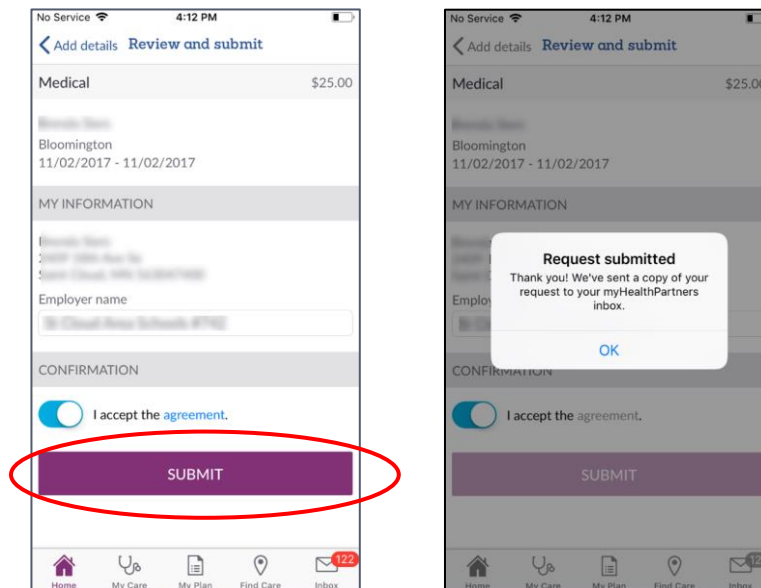 No Service 4:12 PM
Add details Review and submit
Medical $25.00
Bloomington
11/02/2017 - 11/02/2017
MY INFORMATION
Employer name
CONFIRMATION
I accept the agreement.
SUBMIT
122
Home My Care My Plan Find Care Inbox
No Service 4:12 PM
Add details Review and submit
Medical
Bloomington
11/02/2017 - 11/02/2017
MY INFORMATION
Request submitted
Thank you! We've sent a copy of your
request to your myHealthPartners
inbox.
OK
CONFIRMATION
I accept the agreement.
SUBMIT
Home My Care My Plan Find Care Inbox